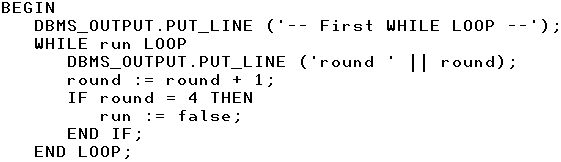 BEGIN
   DBMS_OUTPUT.PUT_LINE ('-- First WHILE LOOP --');
   WHILE run LOOP
      DBMS_OUTPUT.PUT_LINE ('round ' || round);
      round := round + 1;
      IF round = 4 THEN
         run := false;
      END IF;
   END LOOP;